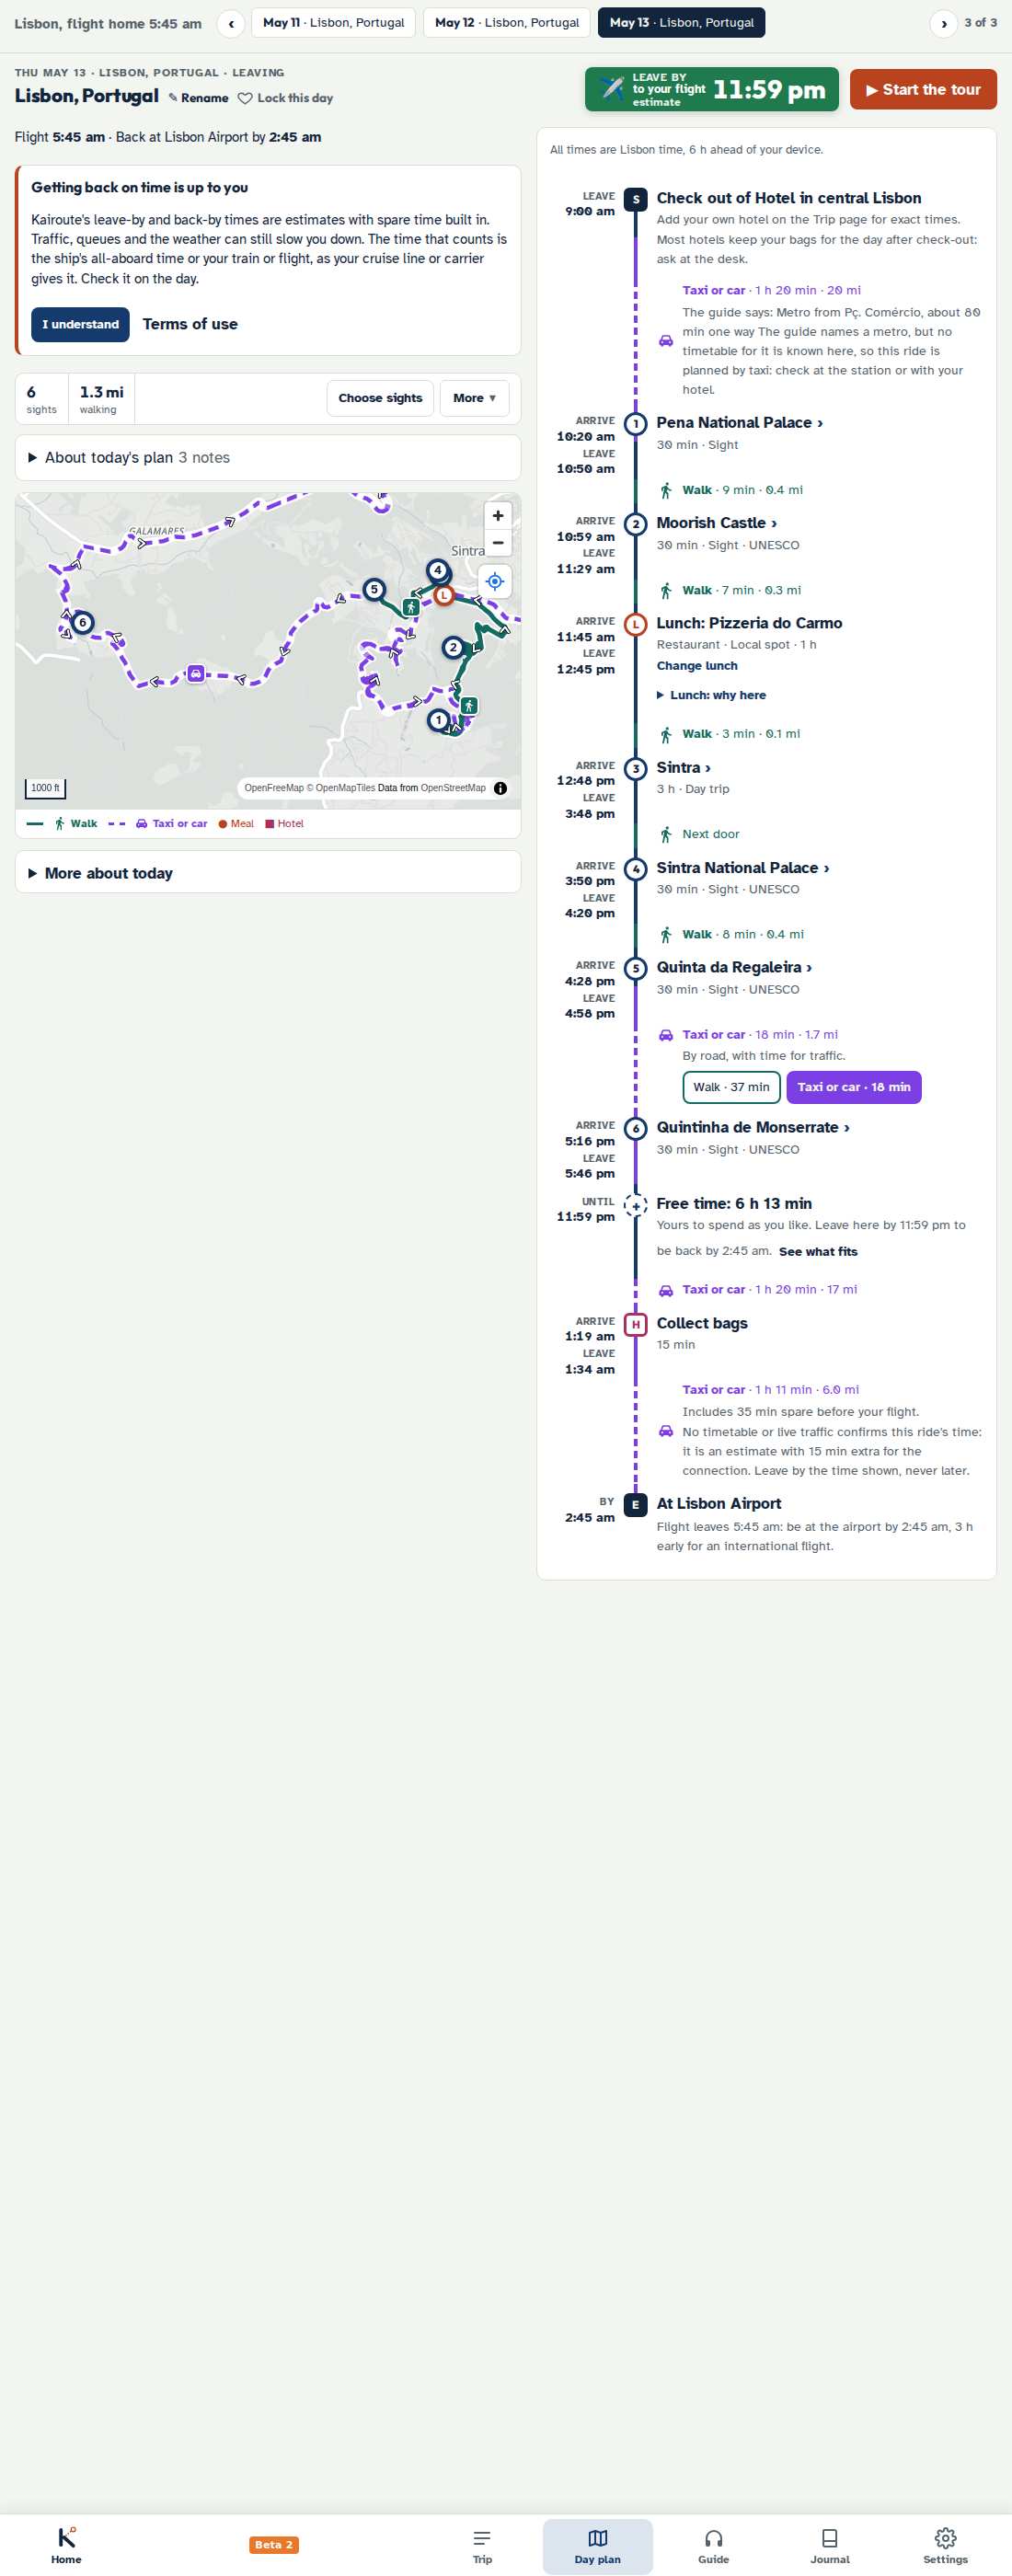 Lisbon, flight home 5:45 am
‹
May 11 · Lisbon, Portugal
May 12 · Lisbon, Portugal
May 13 · Lisbon, Portugal
›
3 of 3
THU MAY 13 · LISBON, PORTUGAL · LEAVING
Lisbon, Portugal
✎ Rename
Lock this day
LEAVE BY
to your flight
estimate
11:59 pm
▶ Start the tour
Flight 5:45 am · Back at Lisbon Airport by 2:45 am
Getting back on time is up to you
Kairoute's leave-by and back-by times are estimates with spare time built in.
Traffic, queues and the weather can still slow you down. The time that counts is
the ship's all-aboard time or your train or flight, as your cruise line or carrier
gives it. Check it on the day.
I understand
Terms of use
6
sights
1.3 mi
walking
Choose sights
More ▼
▶ About today's plan 3 notes
GALAMARES
Sintra
+
−
4
5
L
6
2
1
1000 ft
OpenFreeMap © OpenMapTiles Data from OpenStreetMap
Walk
Taxi or car
Meal
Hotel
▶ More about today
All times are Lisbon time, 6 h ahead of your device.
LEAVE
9:00 am
S
Check out of Hotel in central Lisbon
Add your own hotel on the Trip page for exact times.
Most hotels keep your bags for the day after check-out:
ask at the desk.
Taxi or car · 1 h 20 min · 20 mi
The guide says: Metro from Pç. Comércio, about 80
min one way The guide names a metro, but no
timetable for it is known here, so this ride is
planned by taxi: check at the station or with your
hotel.
ARRIVE
10:20 am
LEAVE
10:50 am
1
Pena National Palace ›
30 min · Sight
Walk · 9 min · 0.4 mi
ARRIVE
10:59 am
LEAVE
11:29 am
2
Moorish Castle ›
30 min · Sight · UNESCO
Walk · 7 min · 0.3 mi
ARRIVE
11:45 am
LEAVE
12:45 pm
L
Lunch: Pizzeria do Carmo
Restaurant · Local spot · 1 h
Change lunch
▶ Lunch: why here
Walk · 3 min · 0.1 mi
ARRIVE
12:48 pm
LEAVE
3:48 pm
3
Sintra ›
3 h · Day trip
Next door
ARRIVE
3:50 pm
LEAVE
4:20 pm
4
Sintra National Palace ›
30 min · Sight · UNESCO
Walk · 8 min · 0.4 mi
ARRIVE
4:28 pm
LEAVE
4:58 pm
5
Quinta da Regaleira ›
30 min · Sight · UNESCO
Taxi or car · 18 min · 1.7 mi
By road, with time for traffic.
Walk · 37 min
Taxi or car · 18 min
ARRIVE
5:16 pm
LEAVE
5:46 pm
6
Quintinha de Monserrate ›
30 min · Sight · UNESCO
UNTIL
11:59 pm
+
Free time: 6 h 13 min
Yours to spend as you like. Leave here by 11:59 pm to
be back by 2:45 am. See what fits
Taxi or car · 1 h 20 min · 17 mi
ARRIVE
1:19 am
LEAVE
1:34 am
H
Collect bags
15 min
Taxi or car · 1 h 11 min · 6.0 mi
Includes 35 min spare before your flight.
No timetable or live traffic confirms this ride's time:
it is an estimate with 15 min extra for the
connection. Leave by the time shown, never later.
BY
2:45 am
E
At Lisbon Airport
Flight leaves 5:45 am: be at the airport by 2:45 am, 3 h
early for an international flight.
Home
Beta 2
Trip
Day plan
Guide
Journal
Settings